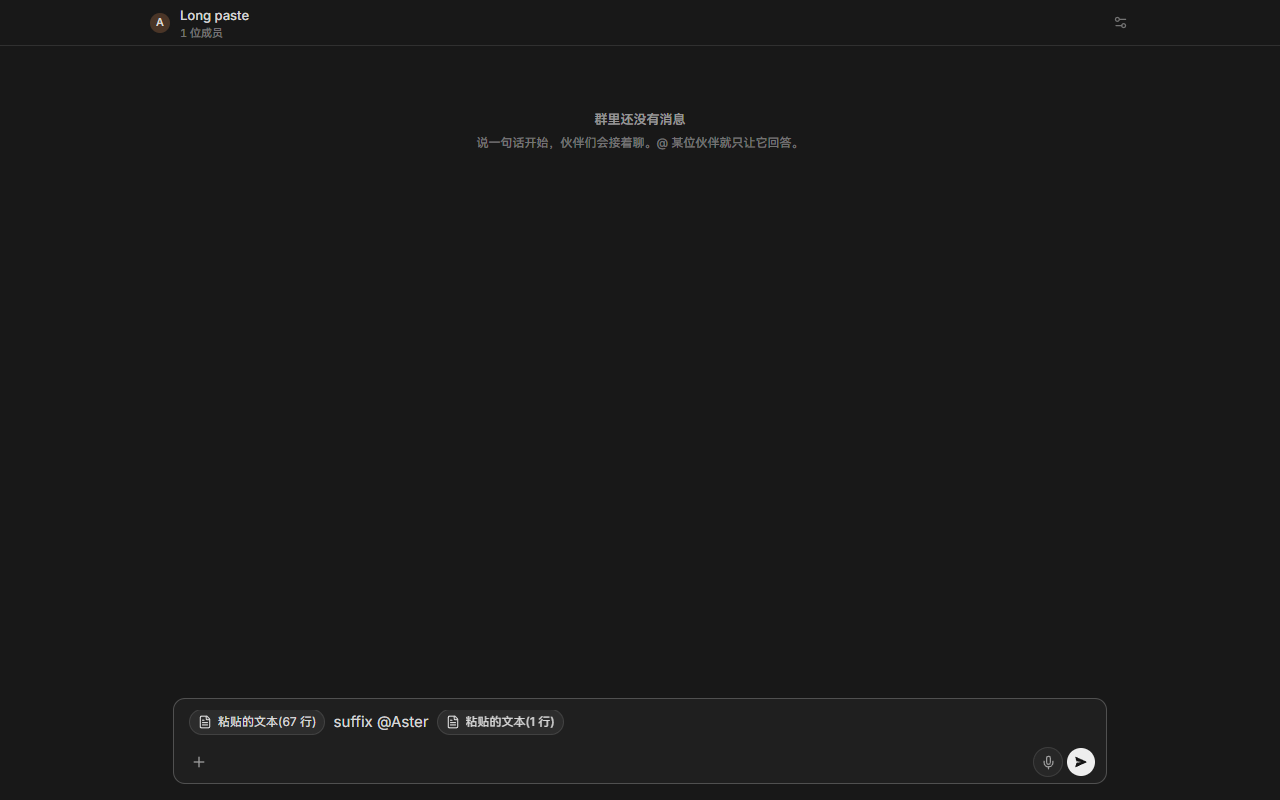 A
Long paste
1 位成员
群里还没有消息
说一句话开始，伙伴们会接着聊。@ 某位伙伴就只让它回答。
粘贴的文本(67 行) suffix @Aster 粘贴的文本(1 行)